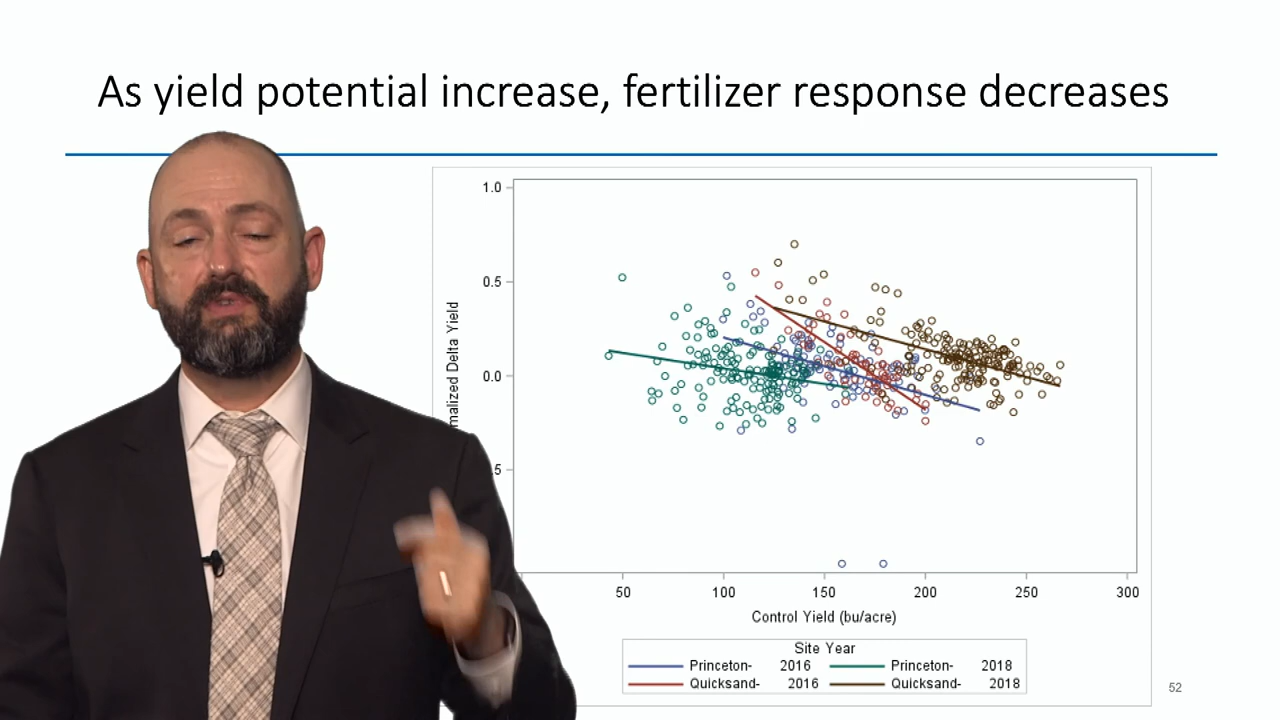 As yield potential increase, fertilizer response decreases
1.0
0.5
0.0
.5
malized Delta Yield
50 100 150 200 250 300
Control Yield (bu/acre)
Site Year
Princeton- 2016 Princeton- 2018
Quicksand- 2016 Quicksand- 2018
52